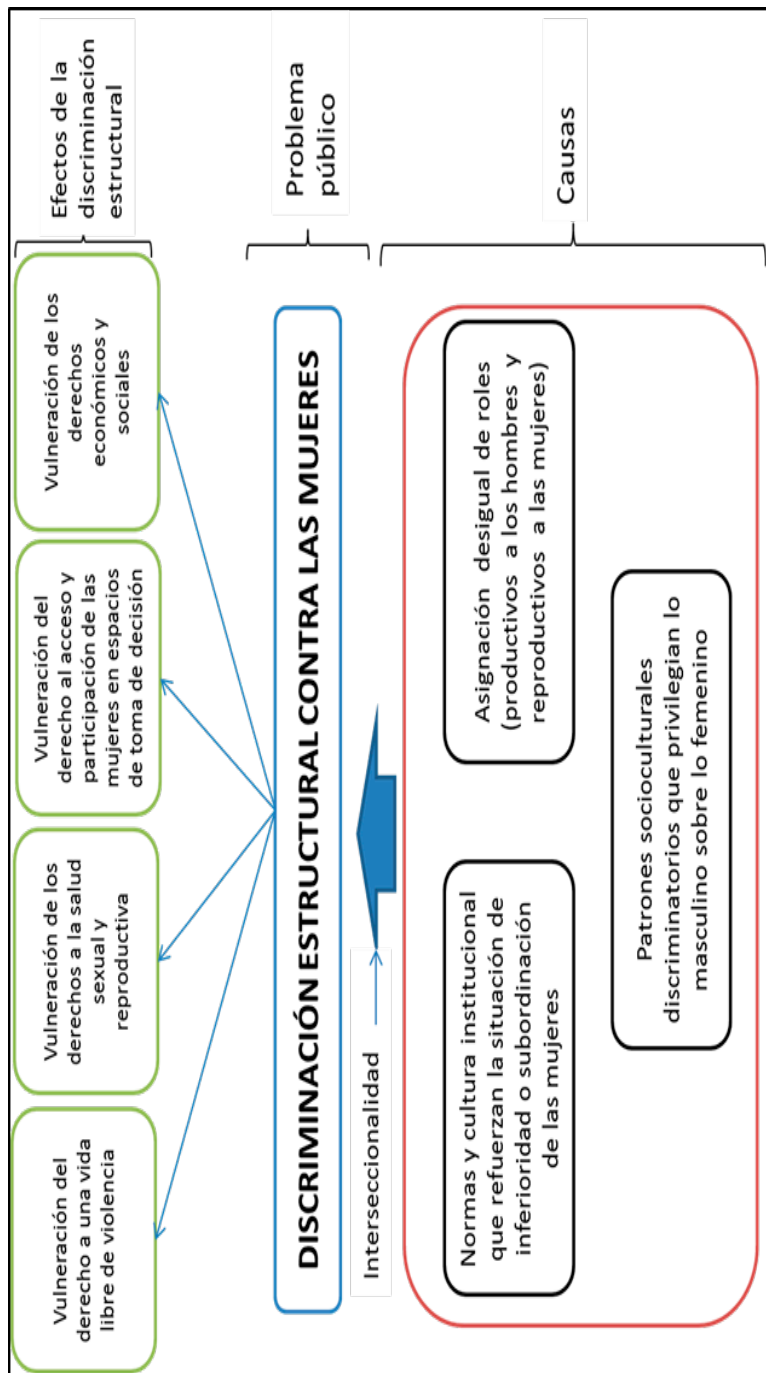 Vulneración del
derecho a una vida
libre de violencia
Vulneración de los
derechos a la salud
sexual y
reproductiva
Vulneración del
derecho al acceso y
participación de las
mujeres en espacios
de toma de decisión
Vulneración de los
derechos
económicos y
sociales
Efectos de la
discriminación
estructural
DISCRIMINACIÓN ESTRUCTURAL CONTRA LAS MUJERES
Problema
público
Interseccionalidad
Normas y cultura institucional
que refuerzan la situación de
inferioridad o subordinación
de las mujeres
Asignación desigual de roles
(productivos a los hombres y
reproductivos a las mujeres)
Patrones socioculturales
discriminatorios que privilegian lo
masculino sobre lo femenino
Causas